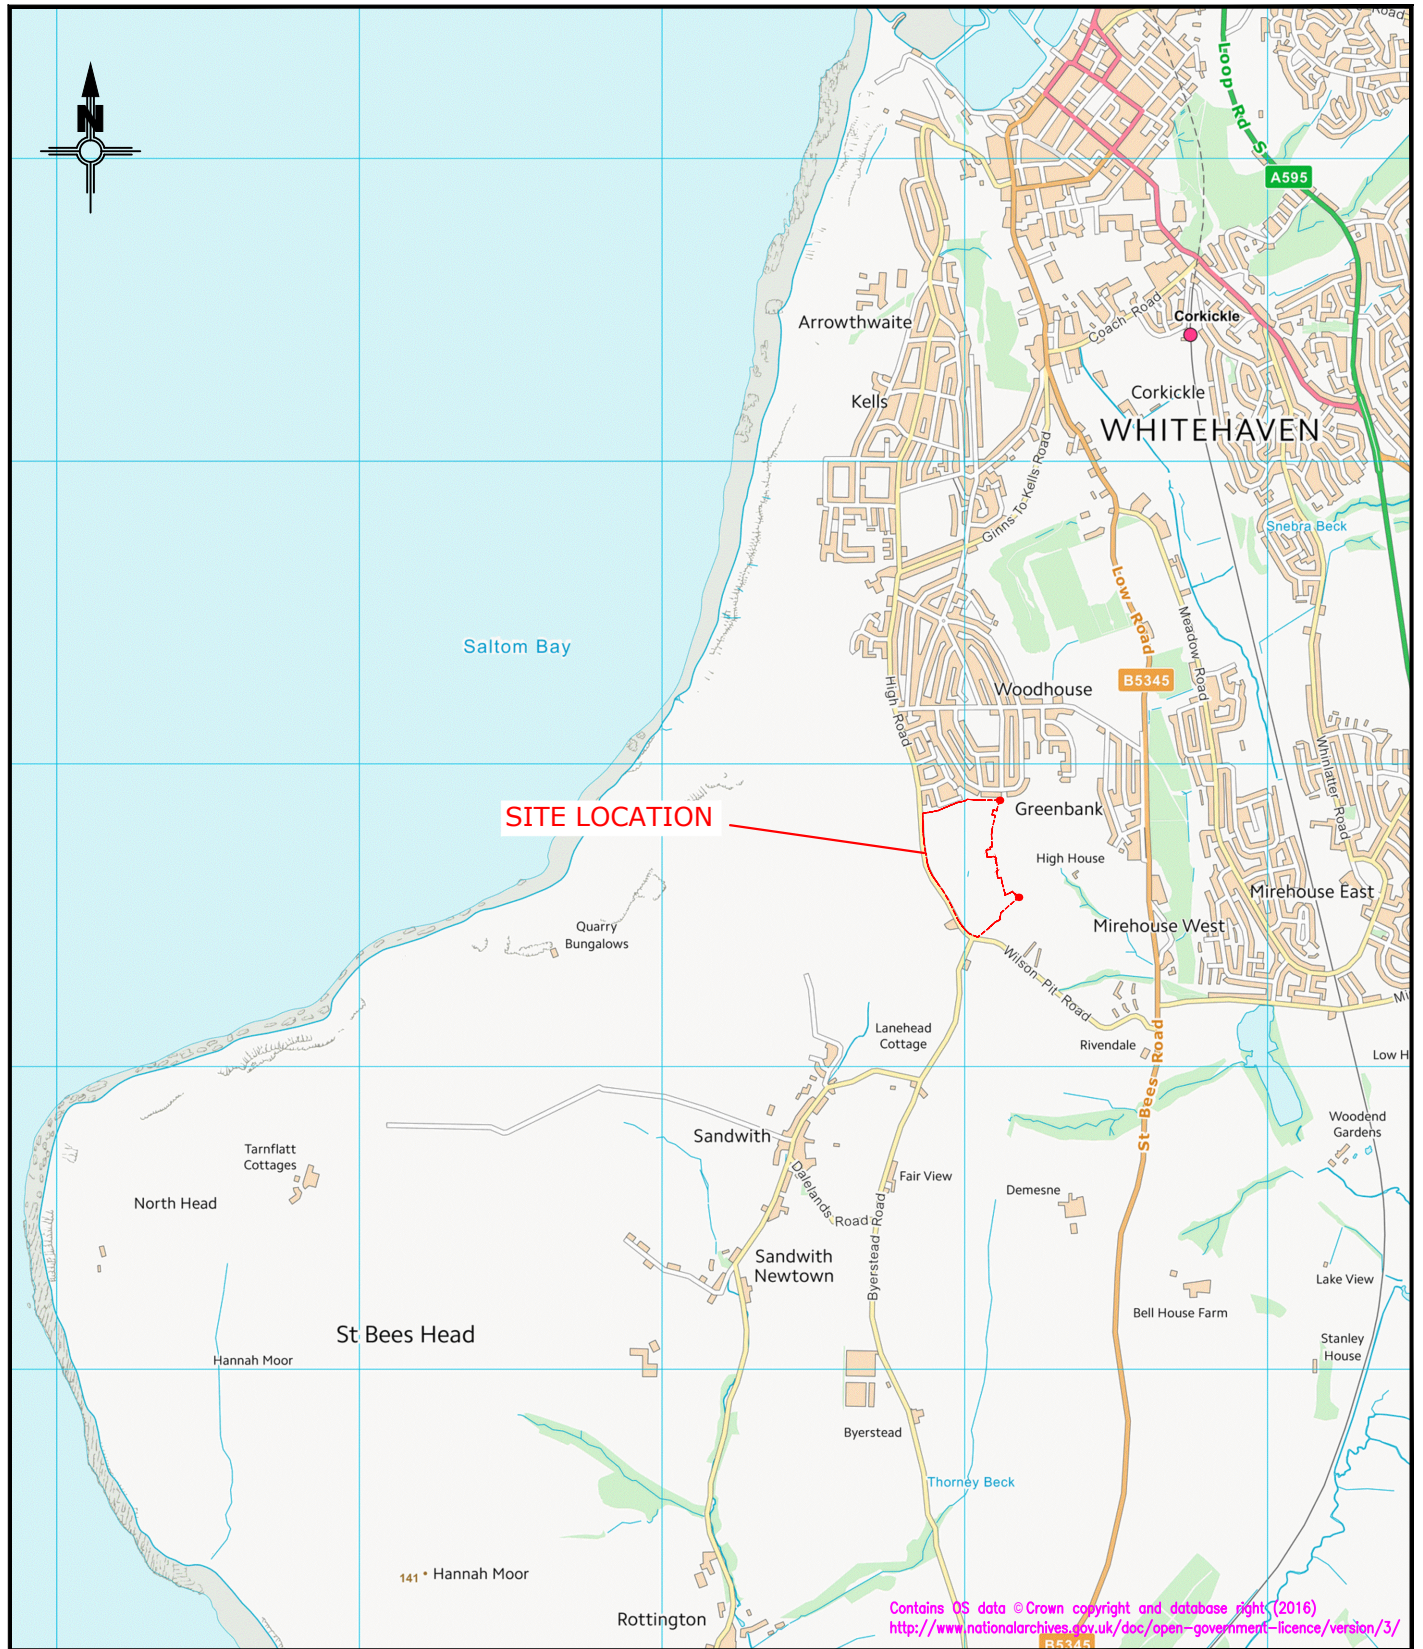 Road
Loop Rd S
N
A595
Coach Road
Corkickle
Arrowthwaite
Corkickle
Kells
WHITEHAVEN
Ginns To Kells Road
Snebra Beck
Low Road
Meadow Road
Saltom Bay
B5345
Woodhouse
High Road
Whinlatter Road
SITE LOCATION
Greenbank
High House
Mirehouse East
Mirehouse West
Quarry
Bungalows
Wilson Pit Road
Mi
Lanehead
Cottage
Rivendale
St Bees Road
Low H
Woodend
Gardens
Sandwith
Tarnflatt
Cottages
Dalelands Road
Fair View
Demesne
North Head
Byerstead Road
Sandwith
Newtown
Lake View
Bell House Farm
St Bees Head
Stanley
House
Hannah Moor
Byerstead
Thorney Beck
141 Hannah Moor
Rottington
Contains OS data © Crown copyright and database right (2016)
http://www.nationalarchives.gov.uk/doc/open-government-licence/version/3/
B5345